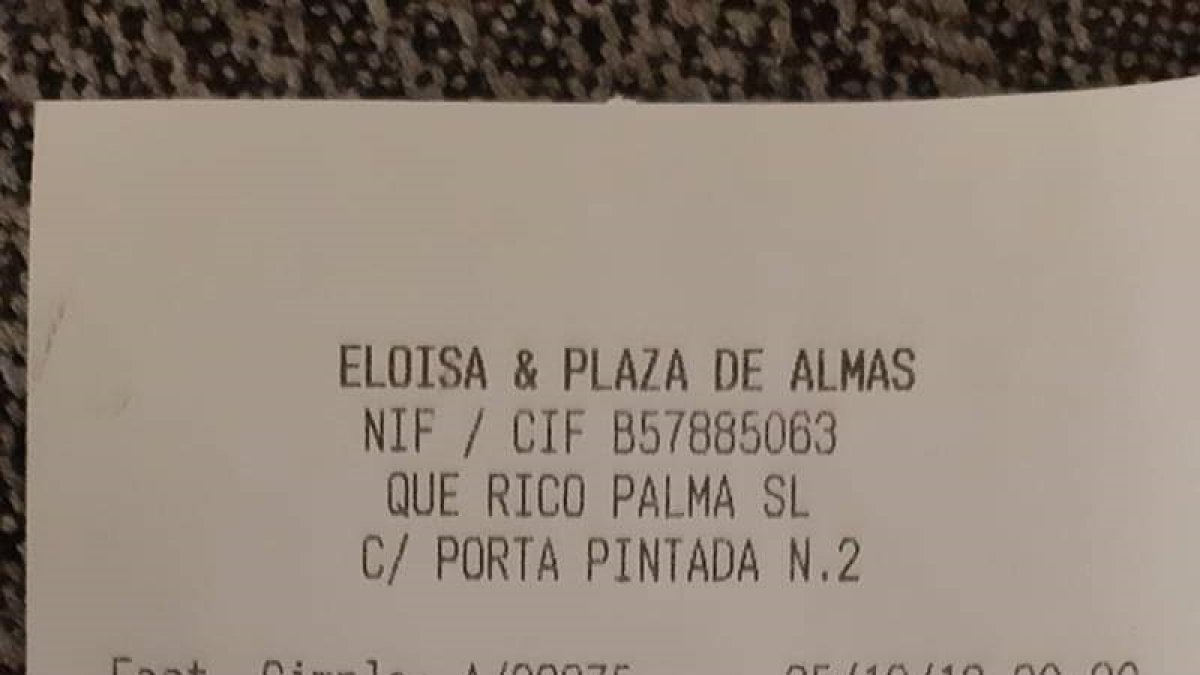 ELOISA & PLAZA DE ALMAS
NIF / CIF B57885063
QUE RICO PALMA SL
C/ PORTA PINTADA N.2